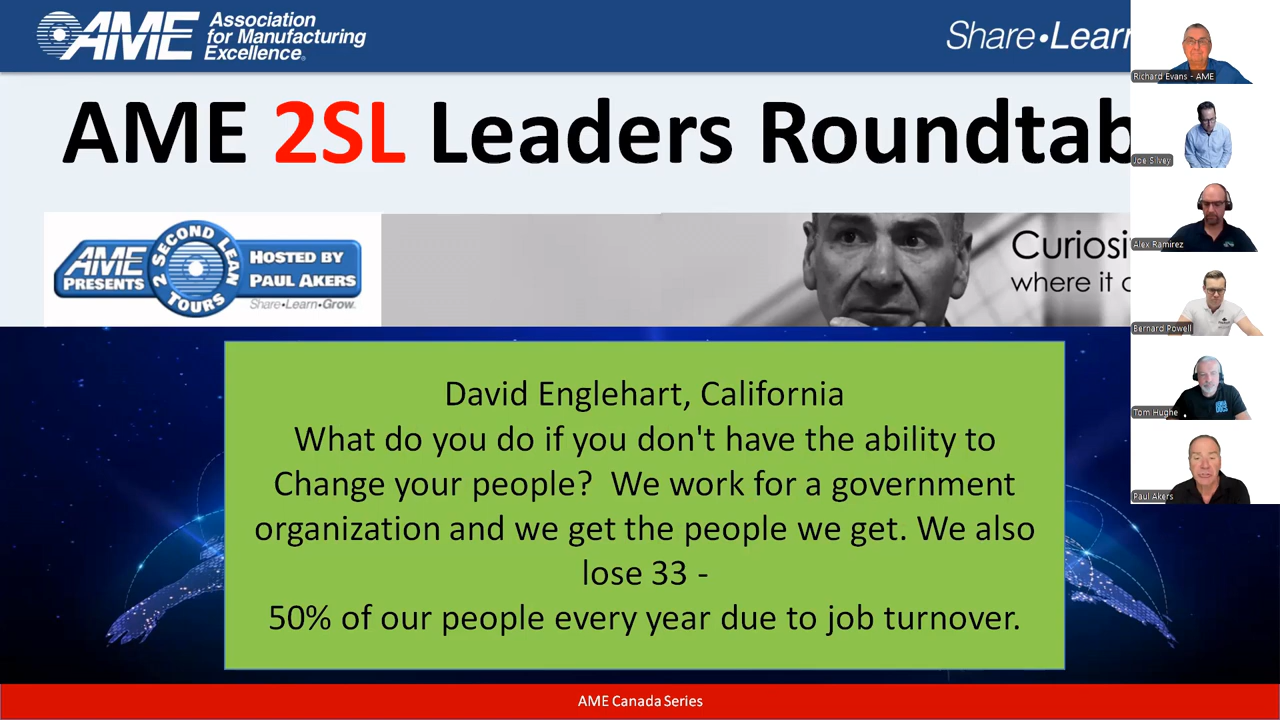 AME Association
for Manufacturing
Excellence.
Share•Lear
AME 2SL Leaders Roundtab
AME
PRESENTS
2 SECOND LEAN
TOURS
HOSTED BY
PAUL AKERS
Share•Learn•Grow.
Curiosi
where it
David Englehart, California
What do you do if you don't have the ability to
Change your people? We work for a government
organization and we get the people we get. We also
lose 33 -
50% of our people every year due to job turnover.
AME Canada Series
Richard Evans - AME
Joe Silvey
Alex Ramirez
Bernard Powell
Tom Hughe
Paul Akers